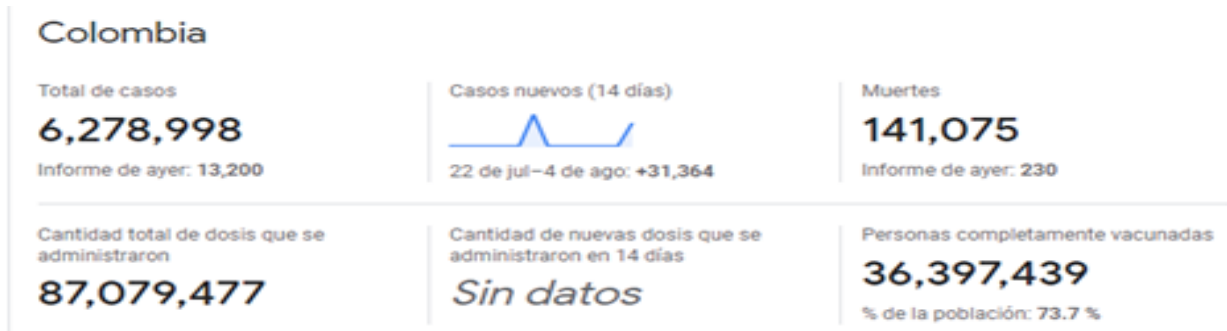 Colombia
Total de casos
6,278,998
Informe de ayer: 13,200
Casos nuevos (14 días)
22 de jul–4 de ago: +31,364
Muertes
141,075
Informe de ayer: 230
Cantidad total de dosis que se
administraron
87,079,477
Cantidad de nuevas dosis que se
administraron en 14 días
Sin datos
Personas completamente vacunadas
36,397,439
% de la población: 73.7 %